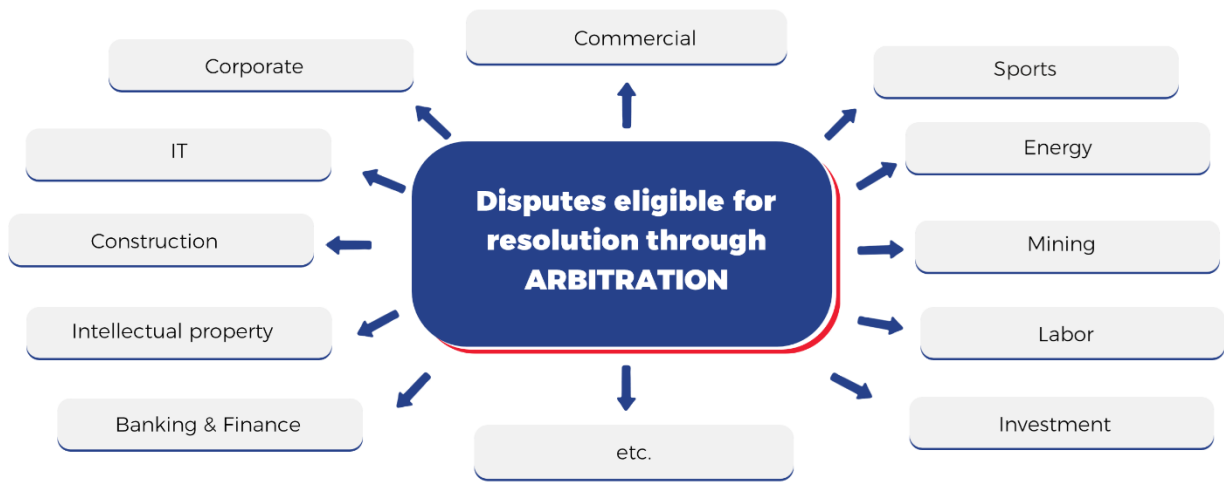 Commercial
Corporate
Sports
IT
Energy
Disputes eligible for
resolution through
ARBITRATION
Construction
Mining
Intellectual property
Labor
Banking & Finance
Investment
etc.